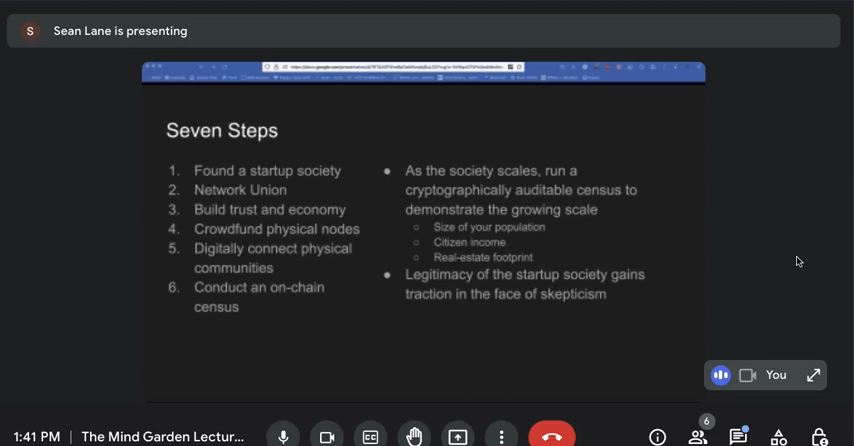 S Sean Lane is presenting
Seven Steps
1. Found a startup society
2. Network Union
3. Build trust and economy
4. Crowdfund physical nodes
5. Digitally connect physical
communities
6. Conduct an on-chain
census
● As the society scales, run a
cryptographically auditable census to
demonstrate the growing scale
○ Size of your population
○ Citizen income
○ Real-estate footprint
● Legitimacy of the startup society gains
traction in the face of skepticism
You
6
1:41 PM | The Mind Garden Lectur...
CC